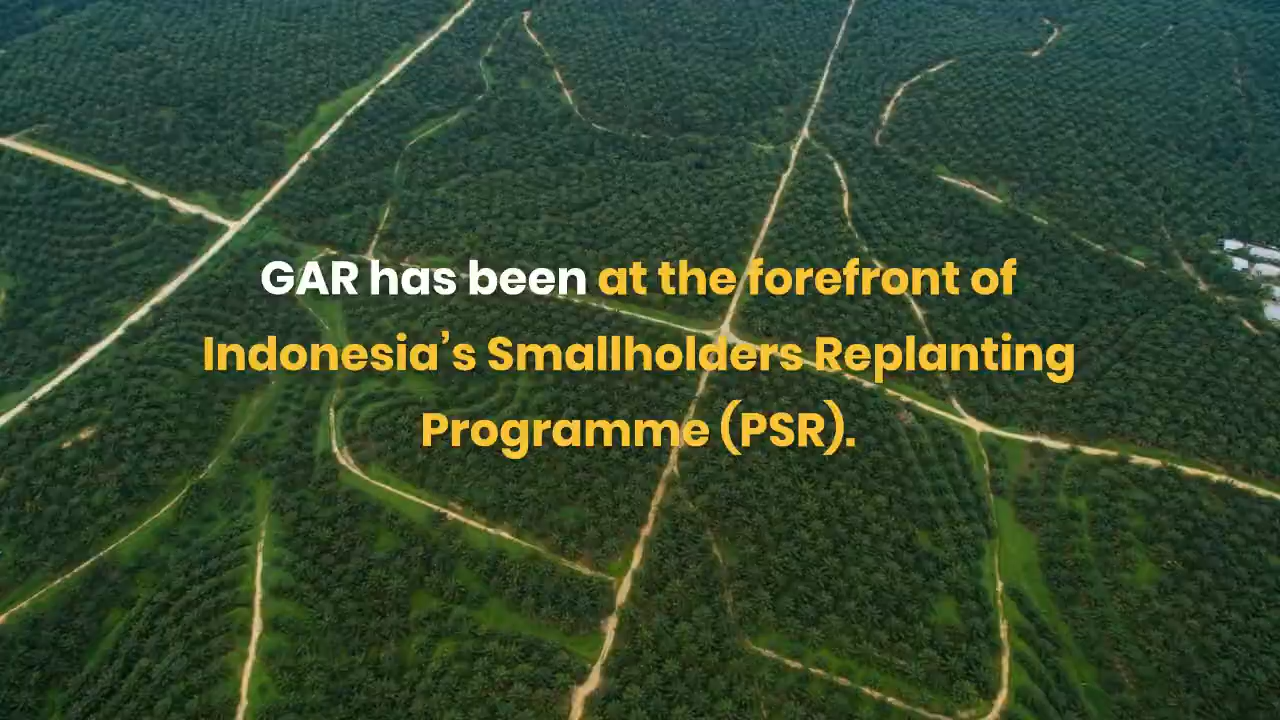 GAR has been at the forefront of
Indonesia’s Smallholders Replanting
Programme (PSR).